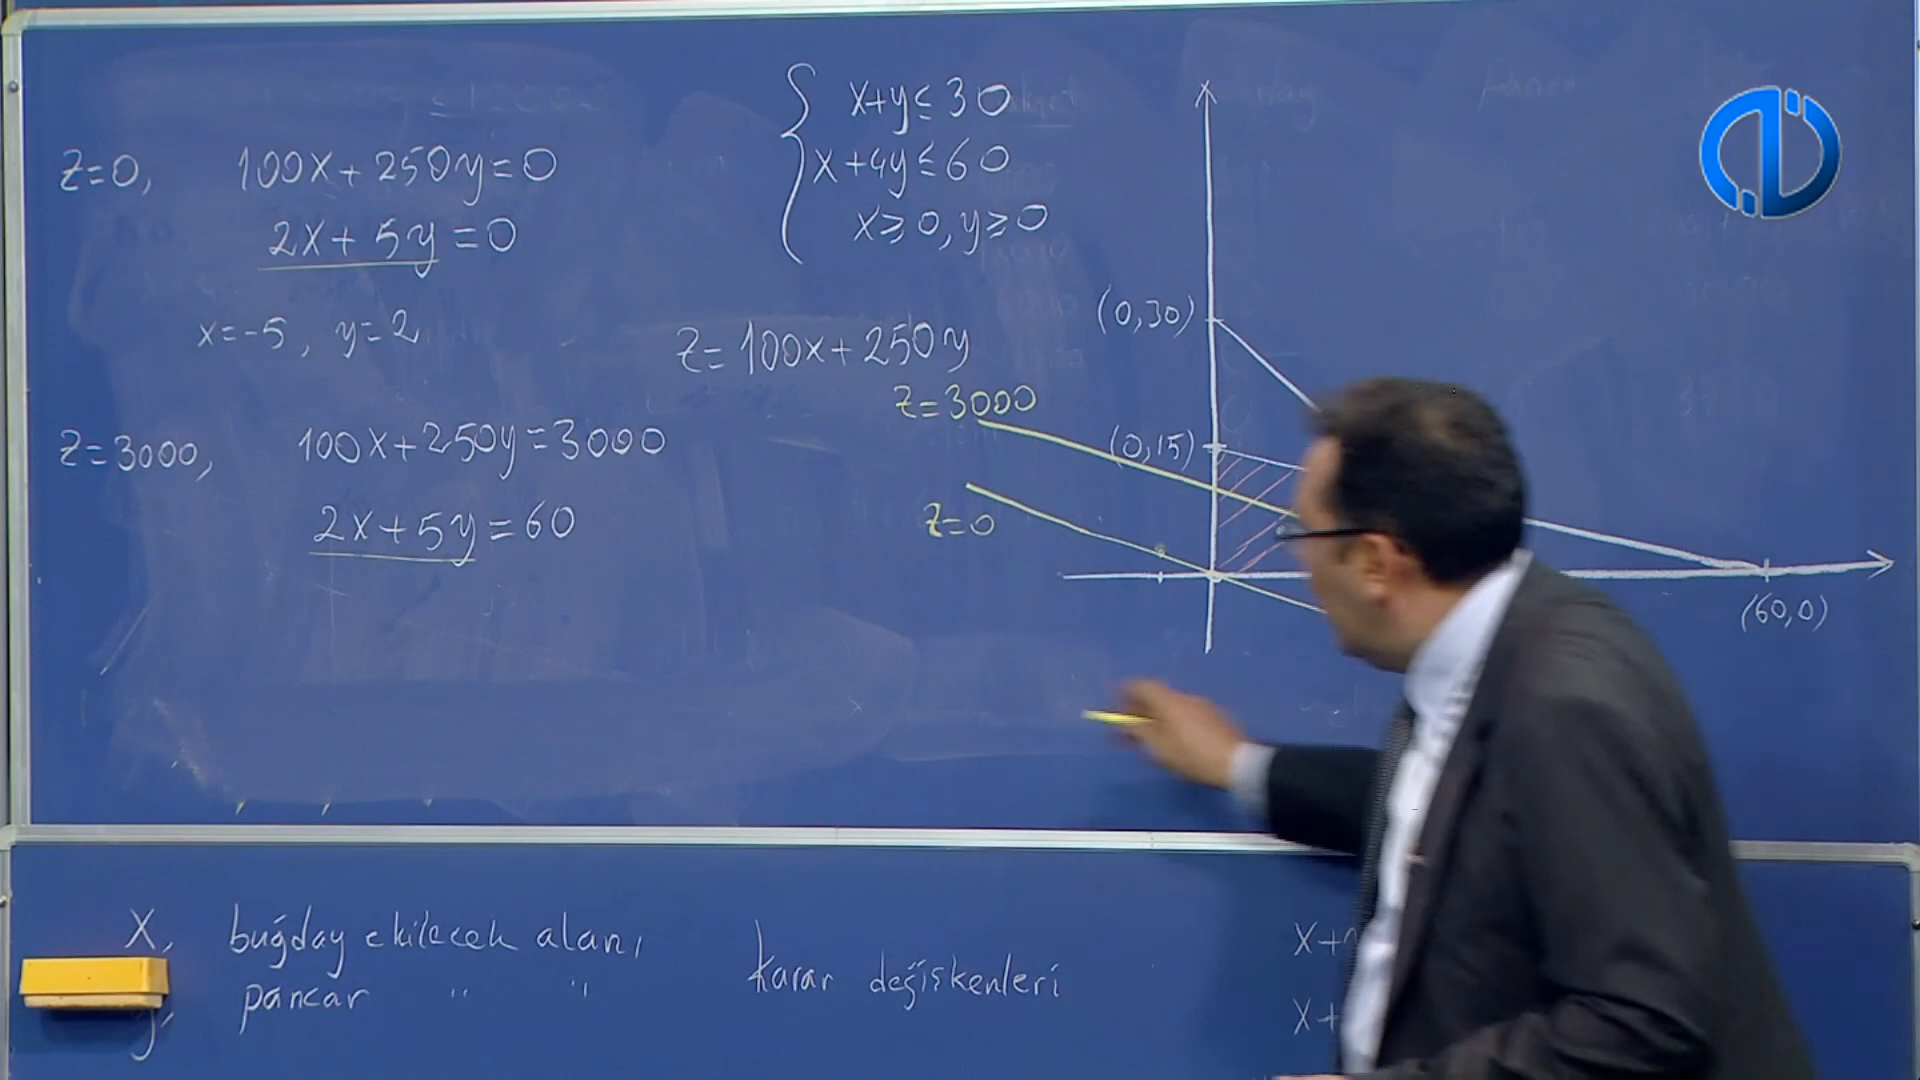 z=0, 100x+250y=0
2x+5y=0
x=-5, y=2
z=3000, 100x+250y=3000
2x+5y=60
x+y≤30
x+4y≤60
x≥0, y≥0
z=100x+250y
z=3000
z=0
(0,30)
(0,15)
(60,0)
x, buğday ekilecek alanı
y, pancar " "
karar değişkenleri
x+
x+